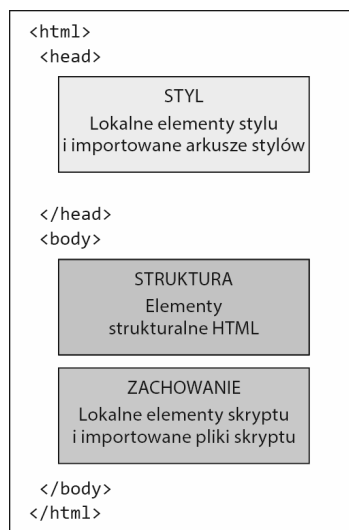 <html>
<head>
STYL
Lokalne elementy stylu
i importowane arkusze stylów
</head>
<body>
STRUKTURA
Elementy
strukturalne HTML
ZACHOWANIE
Lokalne elementy skryptu
i importowane pliki skryptu
</body>
</html>